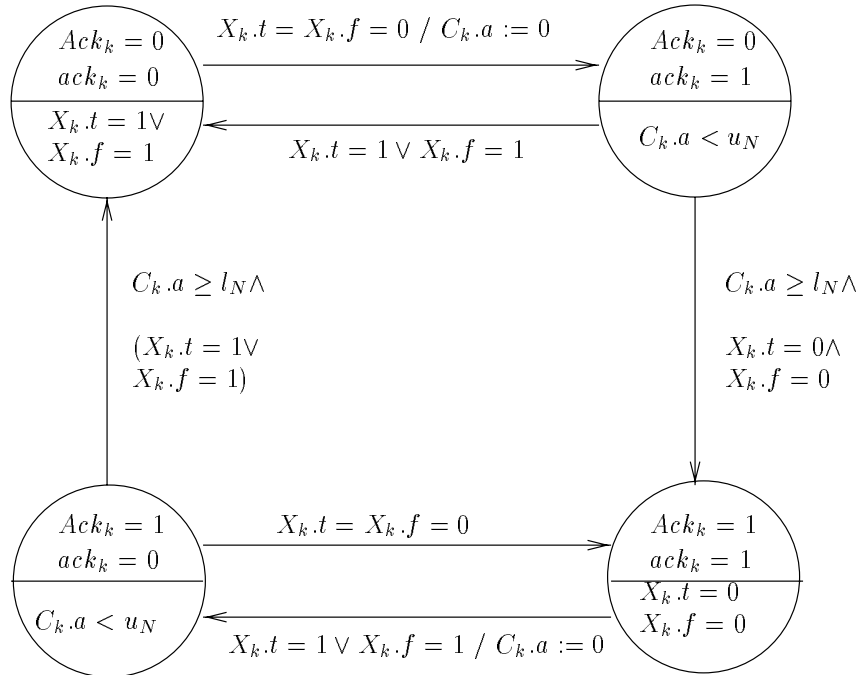 Ack_k = 0
ack_k = 0
X_k.t = 1∨
X_k.f = 1
X_k.t = X_k.f = 0 / C_k.a := 0
X_k.t = 1 ∨ X_k.f = 1
Ack_k = 0
ack_k = 1
C_k.a < u_N
C_k.a ≥ l_N∧
(X_k.t = 1∨
X_k.f = 1)
C_k.a ≥ l_N∧
X_k.t = 0∧
X_k.f = 0
Ack_k = 1
ack_k = 0
C_k.a < u_N
X_k.t = X_k.f = 0
X_k.t = 1 ∨ X_k.f = 1 / C_k.a := 0
Ack_k = 1
ack_k = 1
X_k.t = 0
X_k.f = 0